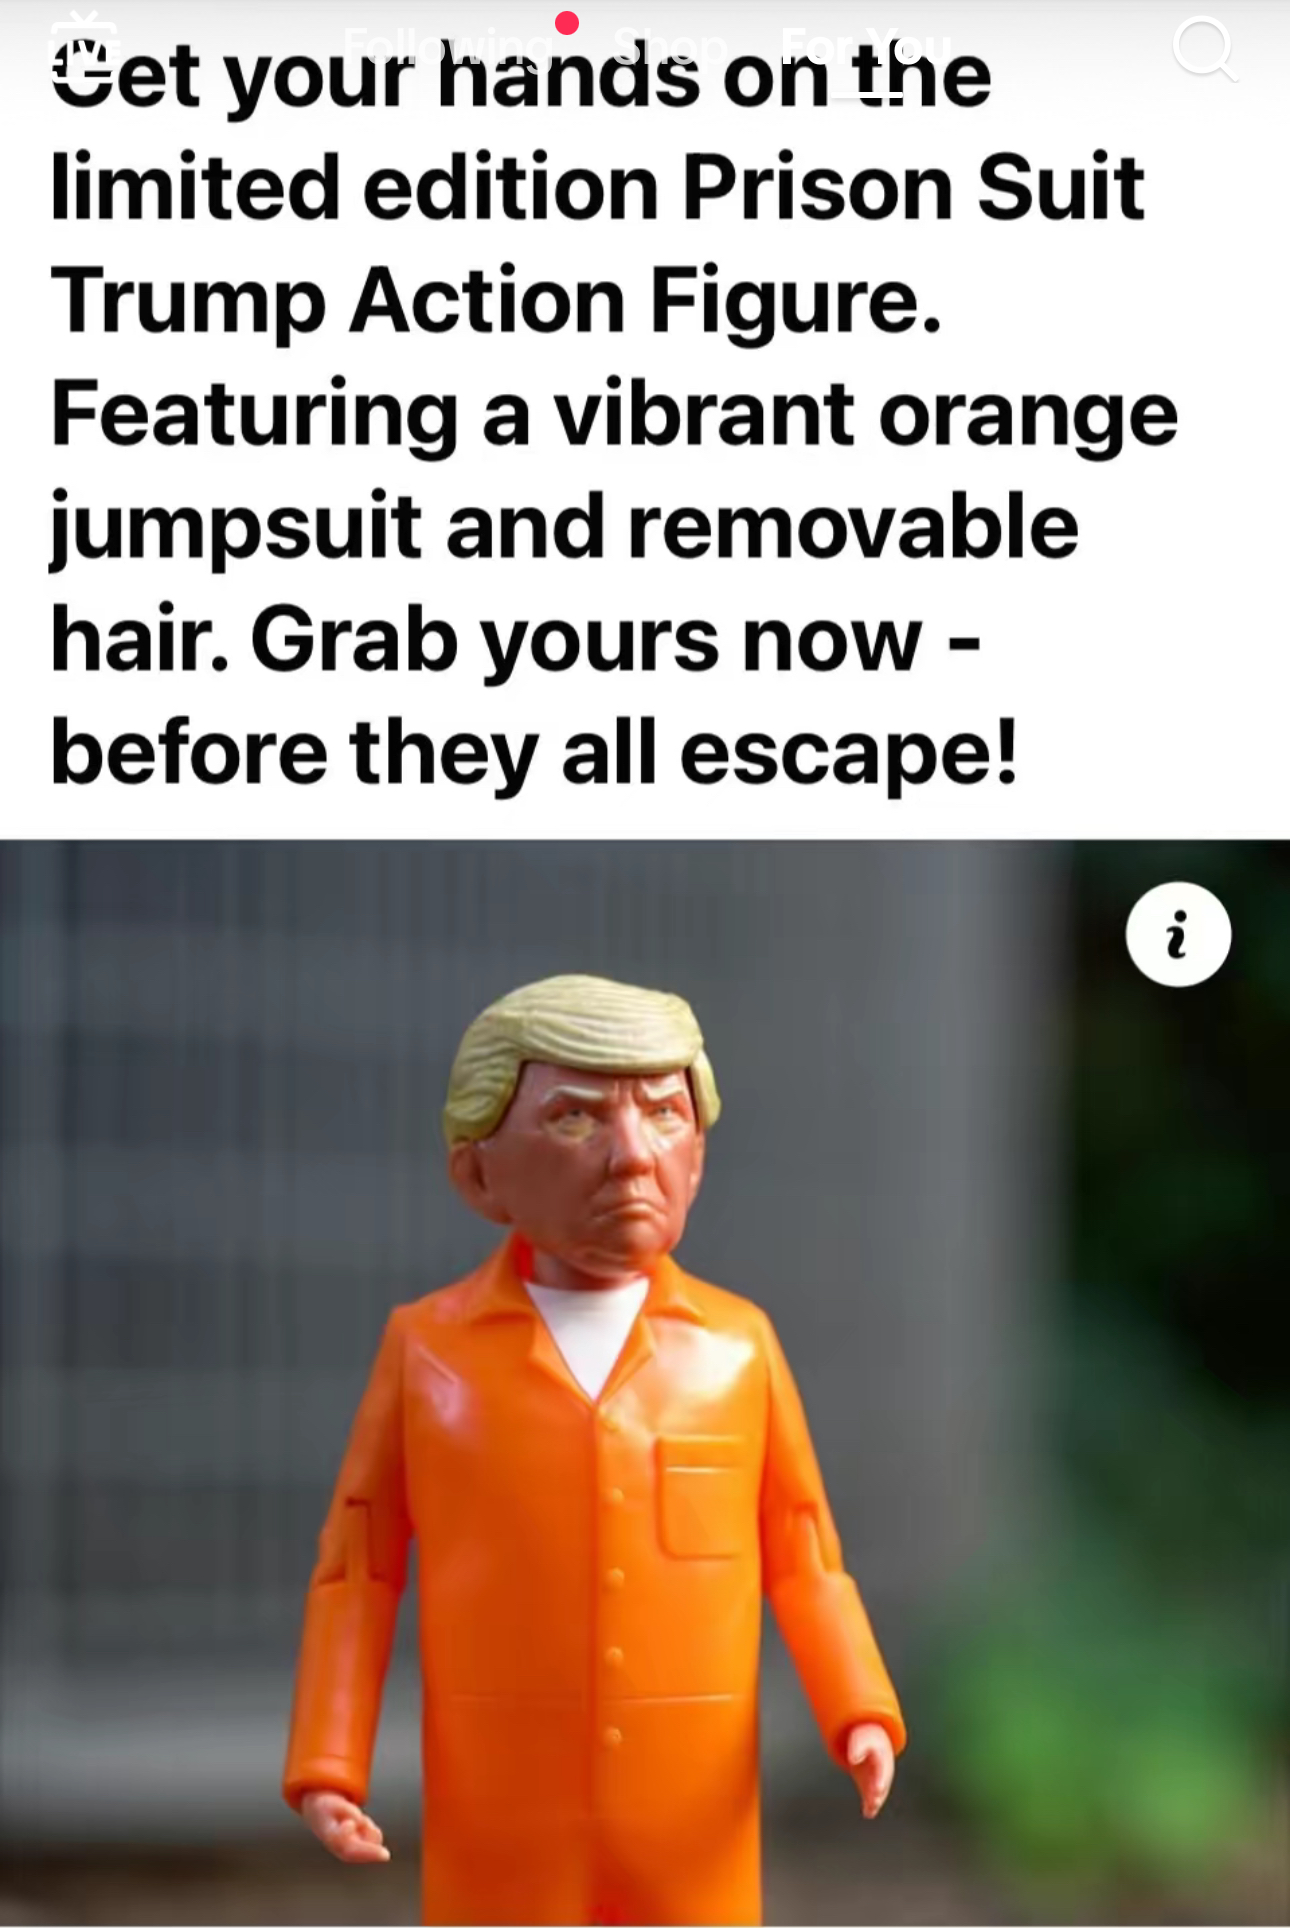 LIVE Following Shop For You
Get your hands on the
limited edition Prison Suit
Trump Action Figure.
Featuring a vibrant orange
jumpsuit and removable
hair. Grab yours now -
before they all escape!
i